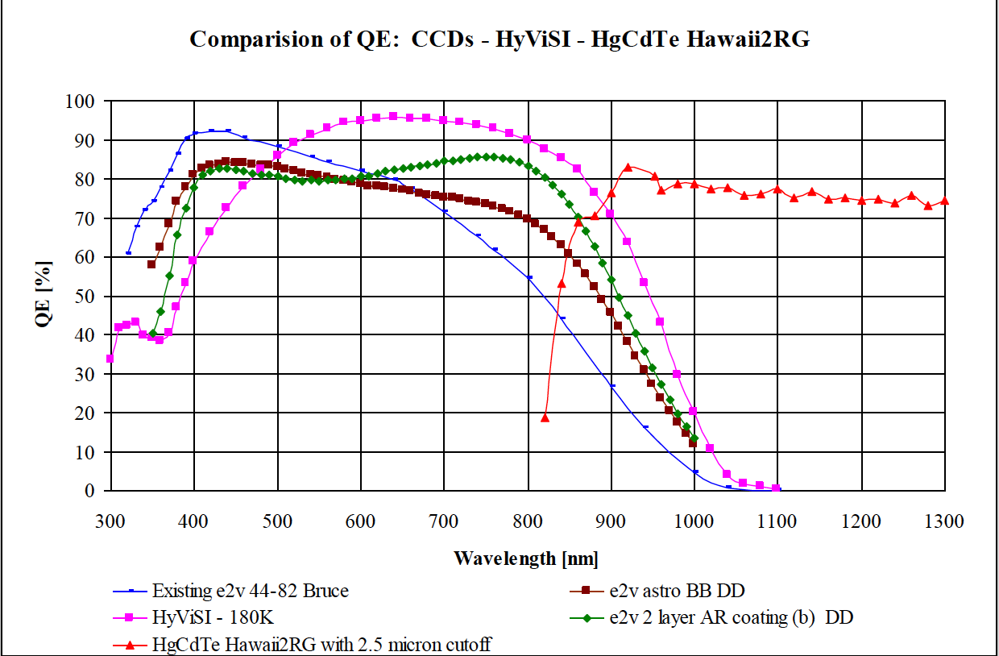 Comparision of QE:  CCDs - HyViSI - HgCdTe Hawaii2RG
100
90
80
70
60
50
40
30
20
10
0
QE [%]
300 400 500 600 700 800 900 1000 1100 1200 1300
Wavelength [nm]
Existing e2v 44-82 Bruce
e2v astro BB DD
HyViSI - 180K
e2v 2 layer AR coating (b)  DD
HgCdTe Hawaii2RG with 2.5 micron cutoff